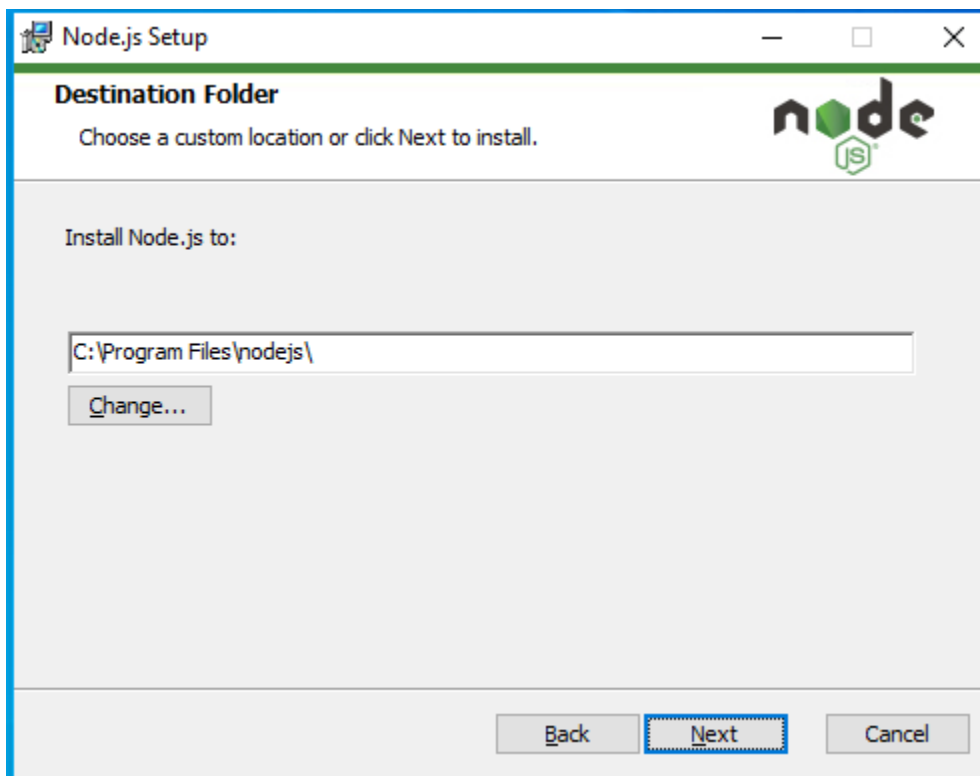 Node.js Setup
Destination Folder
Choose a custom location or click Next to install.
node
JS
Install Node.js to:
C:\Program Files\nodejs\
Change...
Back
Next
Cancel